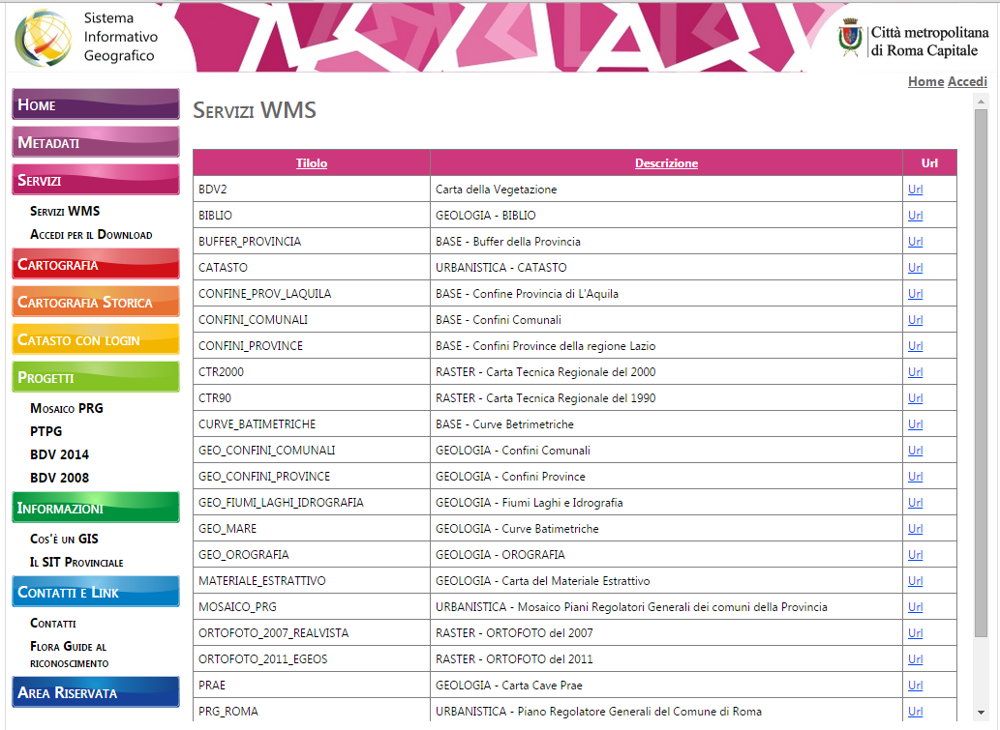 Sistema
Informativo
Geografico
Città metropolitana
di Roma Capitale
Home Accedi
Home
Metadati
Servizi
Servizi WMS
Accedi per il Download
Cartografia
Cartografia Storica
Catasto con login
Progetti
Mosaico PRG
PTPG
BDV 2014
BDV 2008
Informazioni
Cos'è un GIS
Il SIT Provinciale
Contatti e Link
Contatti
Flora Guide al
riconoscimento
Area Riservata
Servizi WMS
Tilolo Descrizione Url
BDV2 Carta della Vegetazione Url
BIBLIO GEOLOGIA - BIBLIO Url
BUFFER_PROVINCIA BASE - Buffer della Provincia Url
CATASTO URBANISTICA - CATASTO Url
CONFINE_PROV_LAQUILA BASE - Confine Provincia di L'Aquila Url
CONFINI_COMUNALI BASE - Confini Comunali Url
CONFINI_PROVINCE BASE - Confini Province della regione Lazio Url
CTR2000 RASTER - Carta Tecnica Regionale del 2000 Url
CTR90 RASTER - Carta Tecnica Regionale del 1990 Url
CURVE_BATIMETRICHE BASE - Curve Betrimetriche Url
GEO_CONFINI_COMUNALI GEOLOGIA - Confini Comunali Url
GEO_CONFINI_PROVINCE GEOLOGIA - Confini Province Url
GEO_FIUMI_LAGHI_IDROGRAFIA GEOLOGIA - Fiumi Laghi e Idrografia Url
GEO_MARE GEOLOGIA - Curve Batimetriche Url
GEO_OROGRAFIA GEOLOGIA - OROGRAFIA Url
MATERIALE_ESTRATTIVO GEOLOGIA - Carta del Materiale Estrattivo Url
MOSAICO_PRG URBANISTICA - Mosaico Piani Regolatori Generali dei comuni della Provincia Url
ORTOFOTO_2007_REALVISTA RASTER - ORTOFOTO del 2007 Url
ORTOFOTO_2011_EGEOS RASTER - ORTOFOTO del 2011 Url
PRAE GEOLOGIA - Carta Cave Prae Url
PRG_ROMA URBANISTICA - Piano Regolatore Generale del Comune di Roma Url